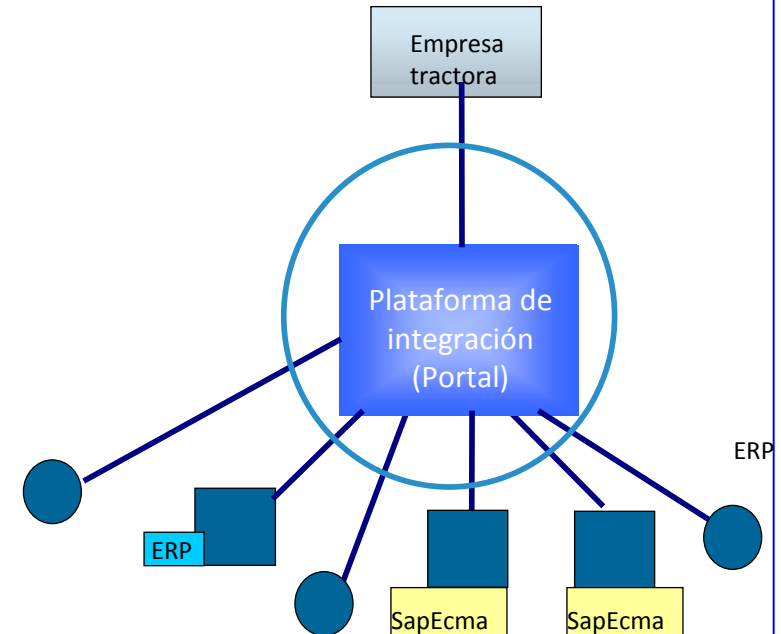 Empresa
tractora
Plataforma de
integración
(Portal)
ERP
ERP
SapEcma
SapEcma